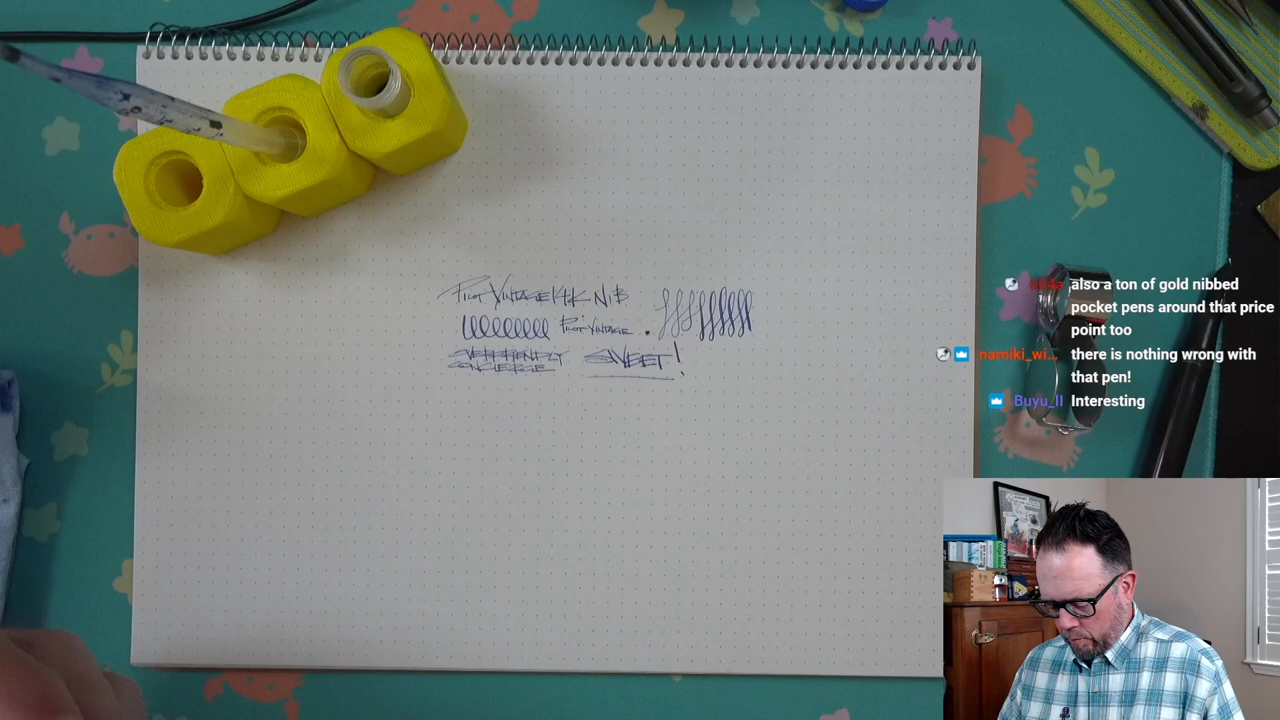 PILOT VINTAGE 14K NIB
PILOT VINTAGE.
SWEET!
004a also a ton of gold nibbed
pocket pens around that price
point too
namiki_wi... there is nothing wrong with
that pen!
Buyu_II Interesting